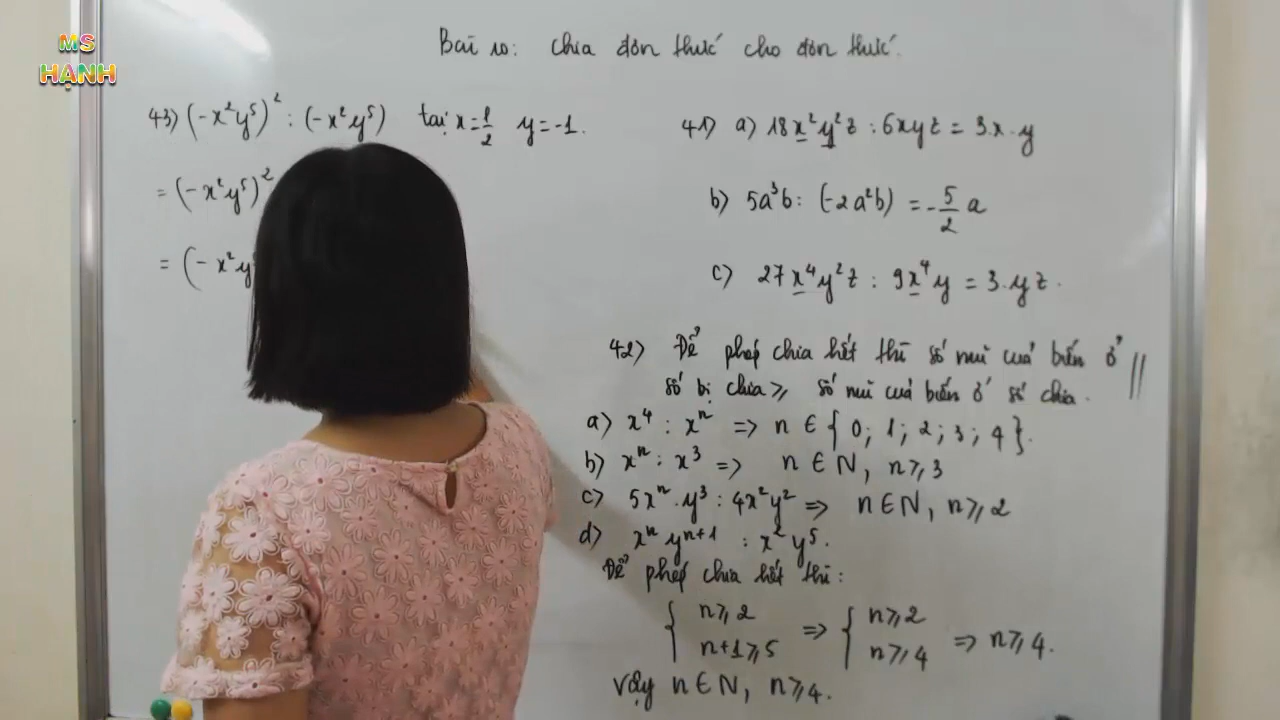 MS
HẠNH
Bài 10: chia đơn thức cho đơn thức.
43) (-x²y⁵)² : (-x²y⁵) tại x = 1/2 y = -1.
= (-x²y⁵)²
= (-x²y
41) a) 18x²y²z : 6xyz = 3x.y
b) 5a³b : (-2a²b) = -5/2 a
c) 27x⁴y²z : 9x⁴y = 3.yz.
42) Để phép chia hết thì số mũ của biến ở
số bị chia ≥ số mũ của biến ở số chia.
a) x⁴ : xⁿ => n ∈ {0; 1; 2; 3; 4}.
b) xⁿ : x³ => n ∈ N, n ≥ 3
c) 5xⁿ.y³ : 4x²y² => n ∈ N, n ≥ 2
d) xⁿyⁿ⁺¹ : x²y⁵.
Để phép chia hết thì:
{ n ≥ 2 => { n ≥ 2 => n ≥ 4.
n+1 ≥ 5 n ≥ 4
Vậy n ∈ N, n ≥ 4.